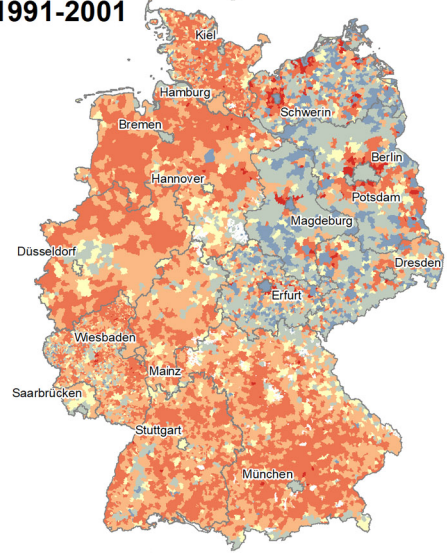 1991-2001
Kiel
Hamburg
Schwerin
Bremen
Berlin
Hannover
Potsdam
Magdeburg
Düsseldorf
Dresden
Erfurt
Wiesbaden
Mainz
Saarbrücken
Stuttgart
München